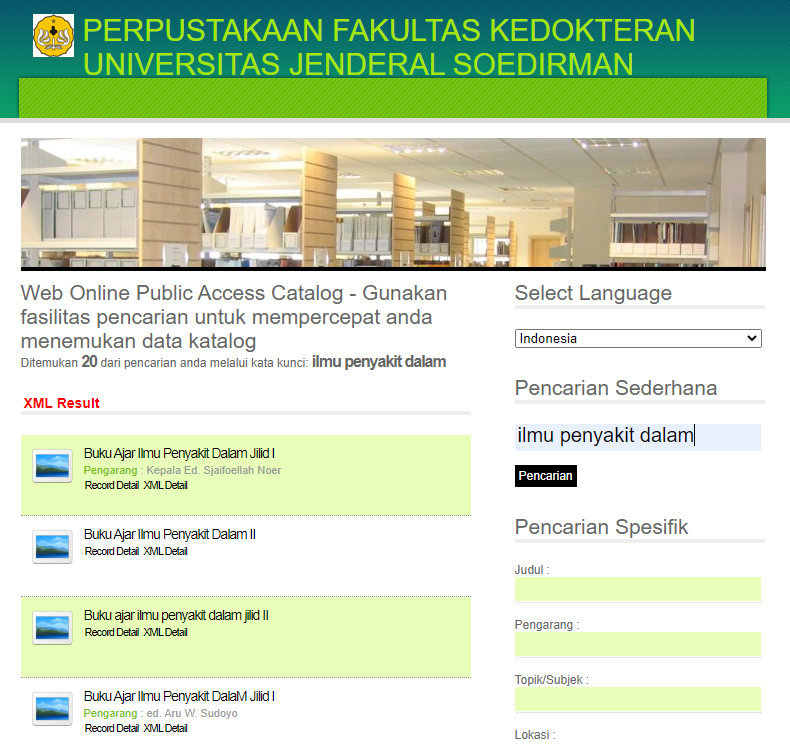 PERPUSTAKAAN FAKULTAS KEDOKTERAN
UNIVERSITAS JENDERAL SOEDIRMAN
Web Online Public Access Catalog - Gunakan
fasilitas pencarian untuk mempercepat anda
menemukan data katalog
Ditemukan 20 dari pencarian anda melalui kata kunci: ilmu penyakit dalam
XML Result
Buku Ajar Ilmu Penyakit Dalam Jilid I
Pengarang : Kepala Ed. Sjaifoellah Noer
Record Detail XML Detail
Buku Ajar Ilmu Penyakit Dalam II
Record Detail XML Detail
Buku ajar ilmu penyakit dalam jilid II
Record Detail XML Detail
Buku Ajar Ilmu Penyakit DalaM Jilid I
Pengarang : ed. Aru W. Sudoyo
Record Detail XML Detail
Select Language
Indonesia
Pencarian Sederhana
ilmu penyakit dalam
Pencarian
Pencarian Spesifik
Judul :
Pengarang :
Topik/Subjek :
Lokasi :